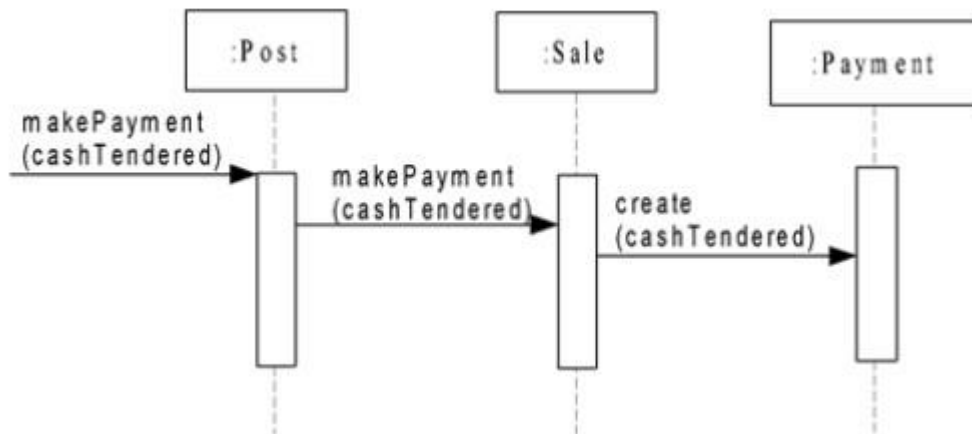 :Post
:Sale
:Payment
makePayment
(cashTendered)
makePayment
(cashTendered)
create
(cashTendered)